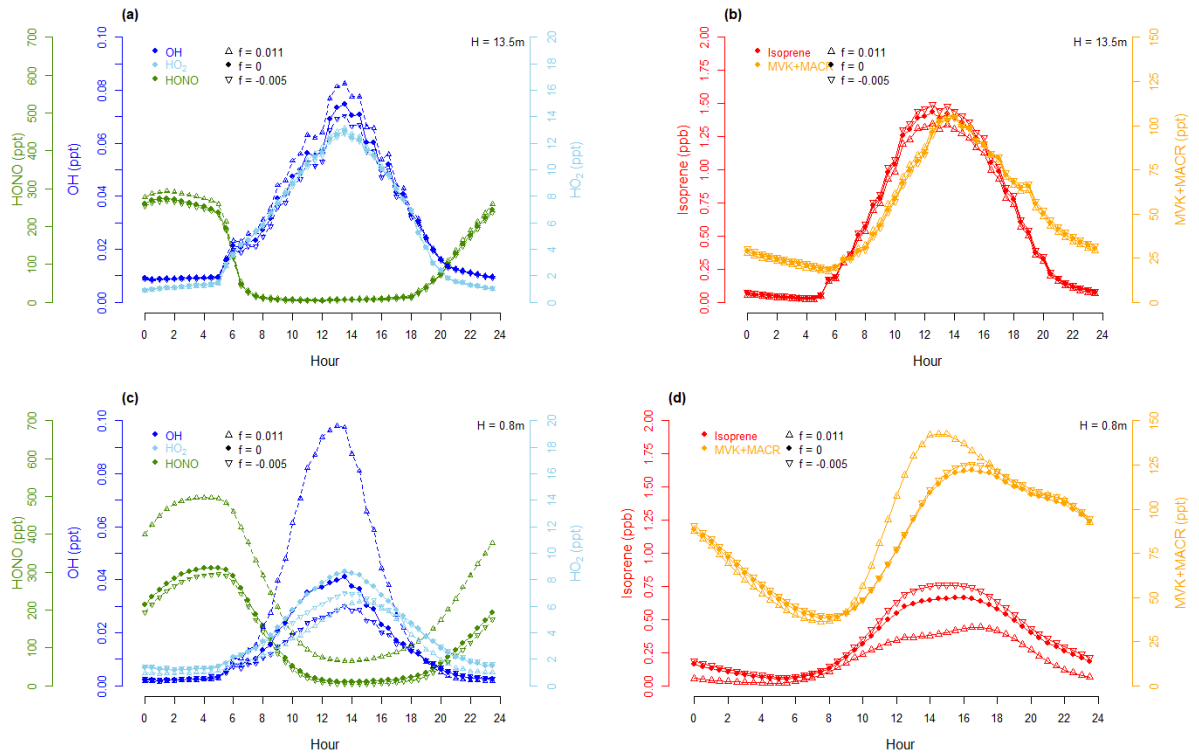 (a)
OH
HO2
HONO
f = 0.011
f = 0
f = -0.005
H = 13.5m
HONO (ppt)
0 100 200 300 400 500 600 700
OH (ppt)
0.00 0.02 0.04 0.06 0.08 0.10
HO2 (ppt)
0 2 4 6 8 10 12 14 16 18 20
0 2 4 6 8 10 12 14 16 18 20 22 24
Hour
(b)
Isoprene
MVK+MACR
f = 0.011
f = 0
f = -0.005
H = 13.5m
Isoprene (ppb)
0.00 0.25 0.50 0.75 1.00 1.25 1.50 1.75 2.00
MVK+MACR (ppt)
0 25 50 75 100 125 150
0 2 4 6 8 10 12 14 16 18 20 22 24
Hour
(c)
OH
HO2
HONO
f = 0.011
f = 0
f = -0.005
H = 0.8m
HONO (ppt)
0 100 200 300 400 500 600 700
OH (ppt)
0.00 0.02 0.04 0.06 0.08 0.10
HO2 (ppt)
0 2 4 6 8 10 12 14 16 18 20
0 2 4 6 8 10 12 14 16 18 20 22 24
Hour
(d)
Isoprene
MVK+MACR
f = 0.011
f = 0
f = -0.005
H = 0.8m
Isoprene (ppb)
0.00 0.25 0.50 0.75 1.00 1.25 1.50 1.75 2.00
MVK+MACR (ppt)
0 25 50 75 100 125 150
0 2 4 6 8 10 12 14 16 18 20 22 24
Hour